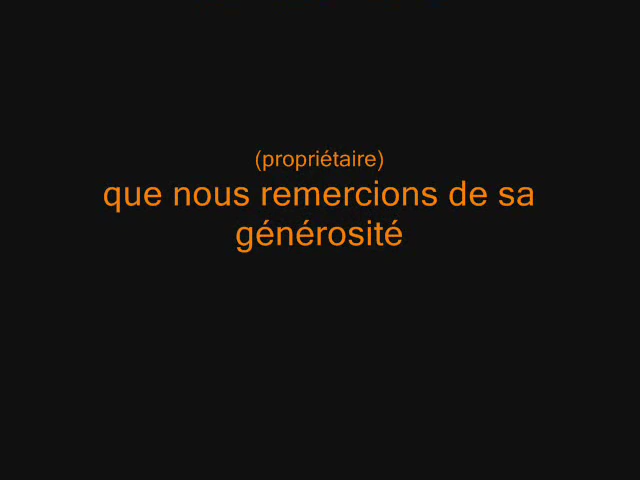 (propriétaire)
que nous remercions de sa
générosité